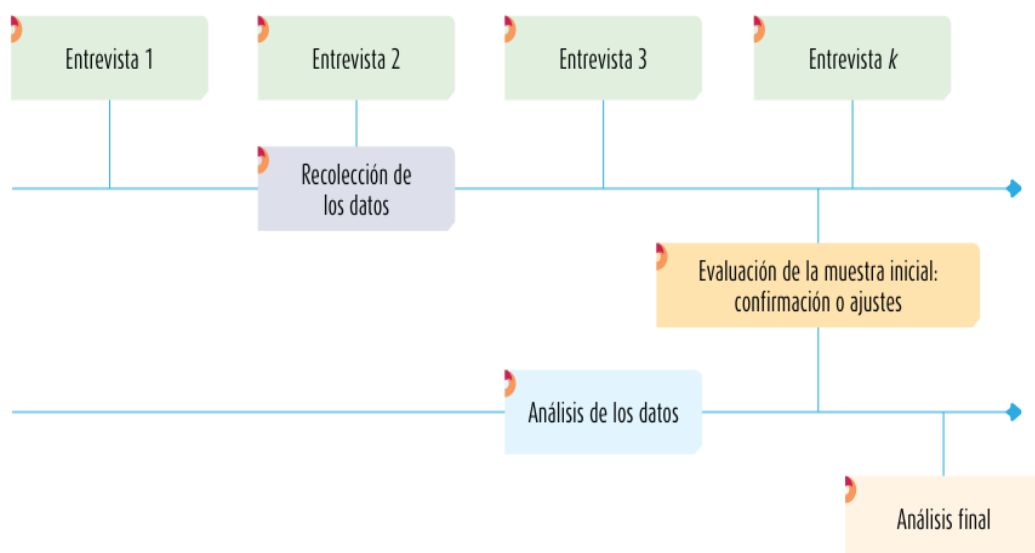 Entrevista 1
Entrevista 2
Entrevista 3
Entrevista k
Recolección de
los datos
Evaluación de la muestra inicial:
confirmación o ajustes
Análisis de los datos
Análisis final